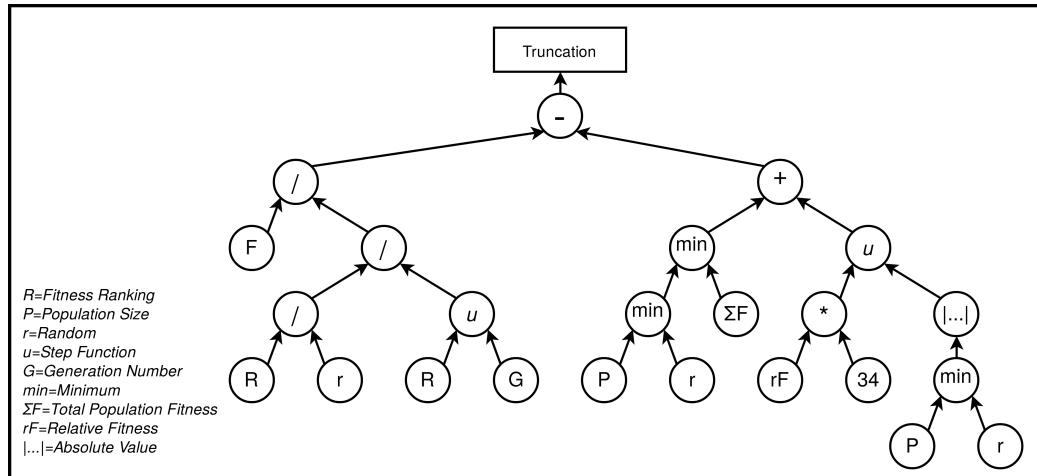 Truncation
-
/
+
F
/
min
u
/
u
min
ΣF
*
|...|
R
r
R
G
P
r
rF
34
min
P
r
R=Fitness Ranking
P=Population Size
r=Random
u=Step Function
G=Generation Number
min=Minimum
ΣF=Total Population Fitness
rF=Relative Fitness
|...|=Absolute Value